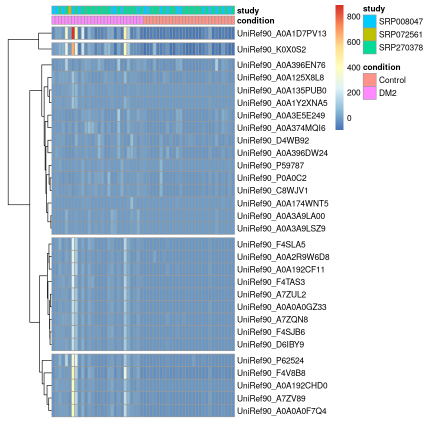 study
condition
UniRef90_A0A1D7PV13
UniRef90_K0X0S2
UniRef90_A0A396EN76
UniRef90_A0A125X8L8
UniRef90_A0A135PUB0
UniRef90_A0A1Y2XNA5
UniRef90_A0A3E5E249
UniRef90_A0A374MQI6
UniRef90_D4WB92
UniRef90_A0A396DW24
UniRef90_P59787
UniRef90_P0A0C2
UniRef90_C8WJV1
UniRef90_A0A174WNT5
UniRef90_A0A3A9LA00
UniRef90_A0A3A9LSZ9
UniRef90_F4SLA5
UniRef90_A0A2R9W6D8
UniRef90_A0A192CF11
UniRef90_F4TAS3
UniRef90_A7ZUL2
UniRef90_A0A0A0GZ33
UniRef90_A7ZQN8
UniRef90_F4SJB6
UniRef90_D6IBY9
UniRef90_P62524
UniRef90_F4V8B8
UniRef90_A0A192CHD0
UniRef90_A7ZV89
UniRef90_A0A0A0F7Q4
800
600
400
200
0
study
SRP008047
SRP072561
SRP270378
condition
Control
DM2